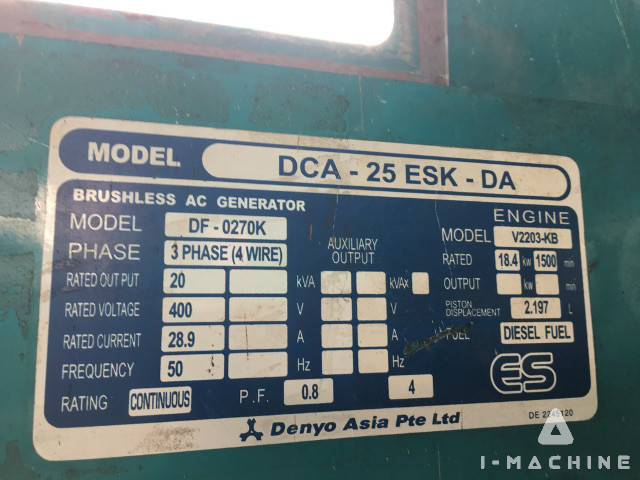 MODEL DCA - 25 ESK - DA
BRUSHLESS AC GENERATOR
ENGINE
MODEL DF - 0270K
MODEL V2203-KB
PHASE 3 PHASE (4 WIRE)
AUXILIARY OUTPUT
RATED 18.4 kw 1500 min
RATED OUT PUT 20 kVA kVAx
OUTPUT kw min
RATED VOLTAGE 400 V V
PISTON DISPLACEMENT 2.197 L
RATED CURRENT 28.9 A A
FUEL DIESEL FUEL
FREQUENCY 50 Hz Hz
ES
RATING CONTINUOUS P.F. 0.8 4
Denyo Asia Pte Ltd
I-MACHINE